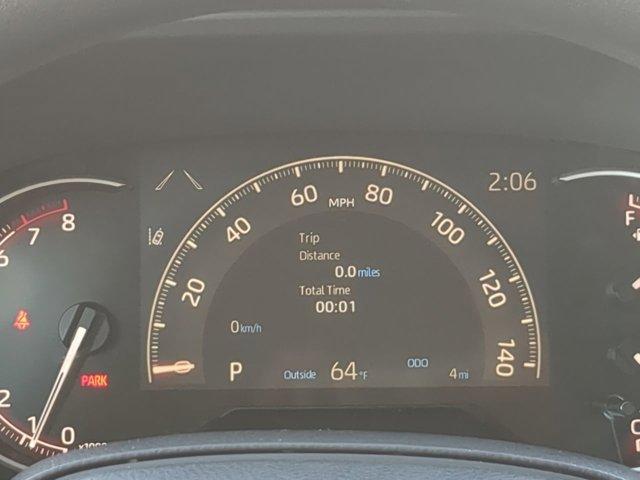 2:06
60 MPH 80
8
7
6
40
100
F
Trip
Distance
0.0 miles
Total Time
00:01
20
120
0 km/h
140
P
Outside 64 °F
ODO
4 mi
PARK
2
1
0